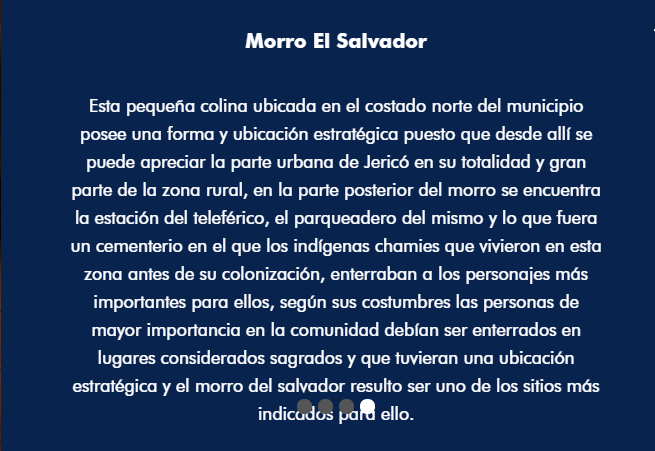 Morro El Salvador
Esta pequeña colina ubicada en el costado norte del municipio
posee una forma y ubicación estratégica puesto que desde allí se
puede apreciar la parte urbana de Jericó en su totalidad y gran
parte de la zona rural, en la parte posterior del morro se encuentra
la estación del teleférico, el parqueadero del mismo y lo que fuera
un cementerio en el que los indígenas chamies que vivieron en esta
zona antes de su colonización, enterraban a los personajes más
importantes para ellos, según sus costumbres las personas de
mayor importancia en la comunidad debían ser enterrados en
lugares considerados sagrados y que tuvieran una ubicación
estratégica y el morro del salvador resulto ser uno de los sitios más
indicados para ello.